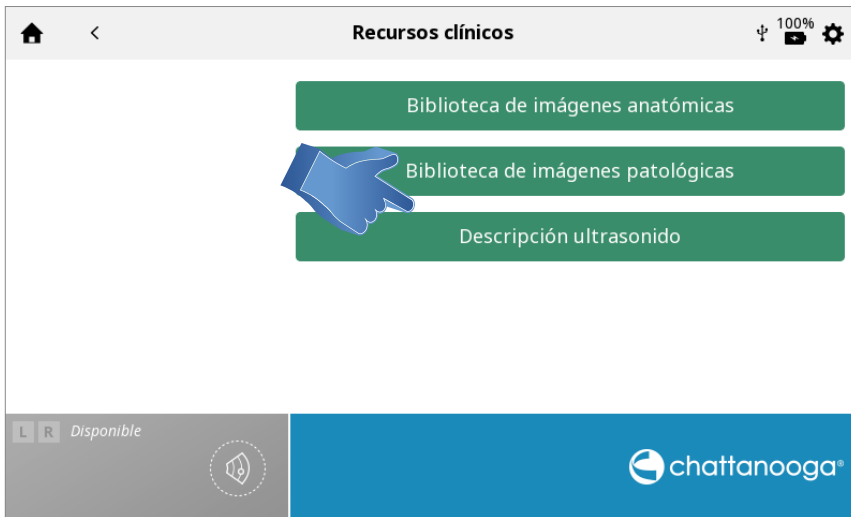 Recursos clínicos
100%
Biblioteca de imágenes anatómicas
Biblioteca de imágenes patológicas
Descripción ultrasonido
L R Disponible
chattanooga®